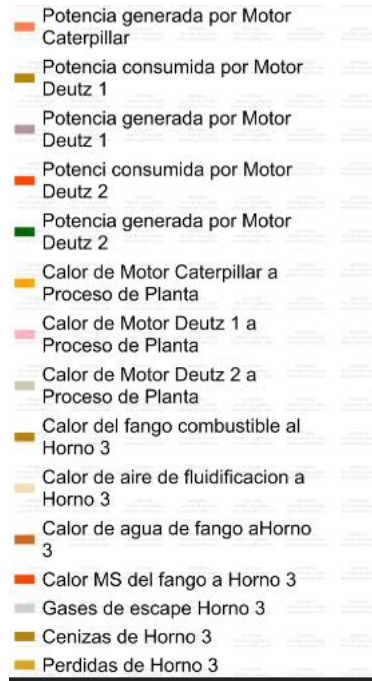 Potencia generada por Motor
Caterpillar
Potencia consumida por Motor
Deutz 1
Potencia generada por Motor
Deutz 1
Potenci consumida por Motor
Deutz 2
Potencia generada por Motor
Deutz 2
Calor de Motor Caterpillar a
Proceso de Planta
Calor de Motor Deutz 1 a
Proceso de Planta
Calor de Motor Deutz 2 a
Proceso de Planta
Calor del fango combustible al
Horno 3
Calor de aire de fluidificacion a
Horno 3
Calor de agua de fango aHorno
3
Calor MS del fango a Horno 3
Gases de escape Horno 3
Cenizas de Horno 3
Perdidas de Horno 3